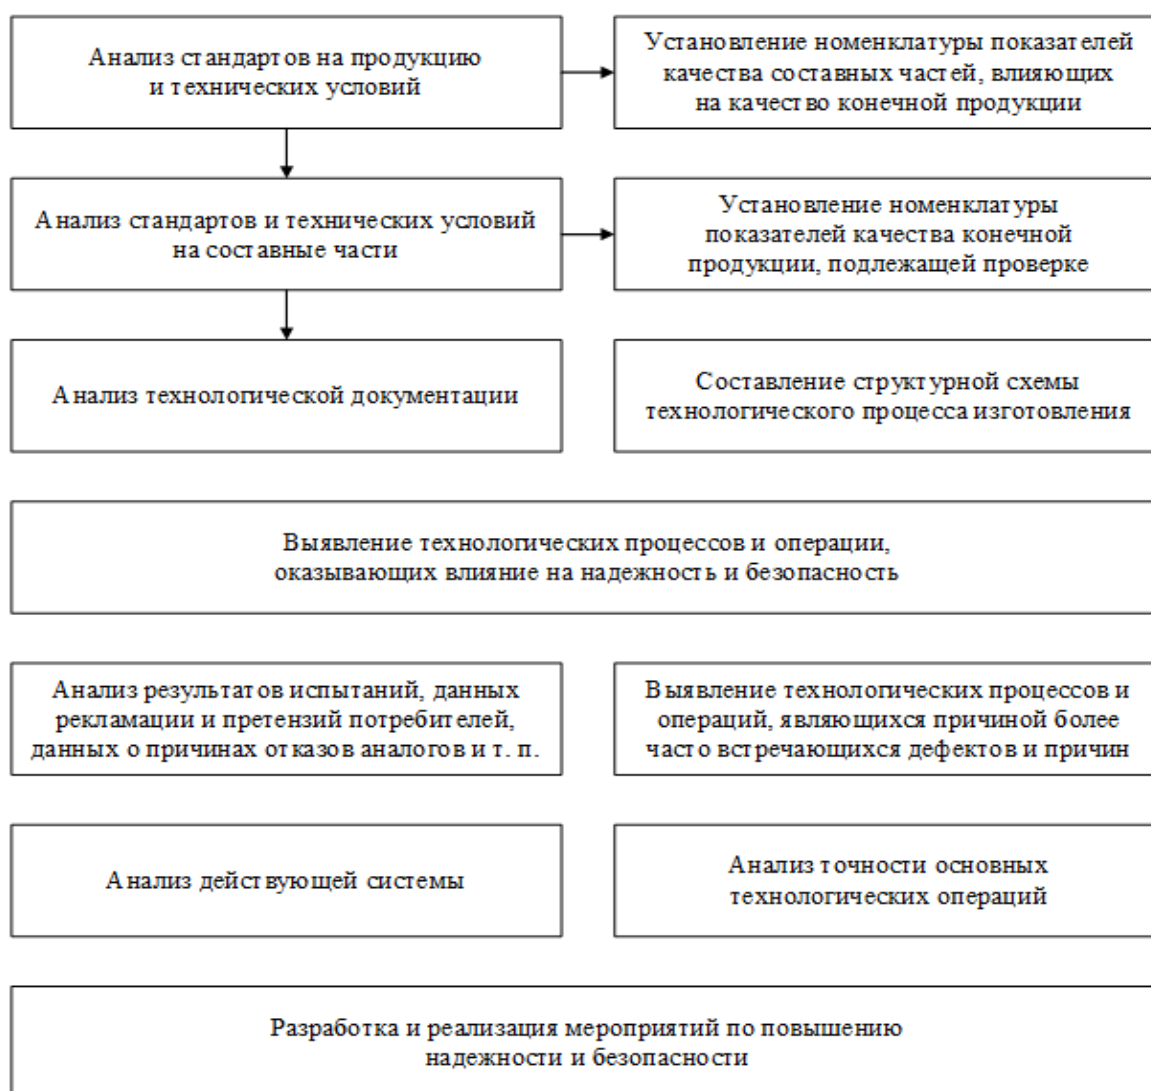 Анализ стандартов на продукцию
и технических условий
Установление номенклатуры показателей
качества составных частей, влияющих
на качество конечной продукции
Анализ стандартов и технических условий
на составные части
Установление номенклатуры
показателей качества конечной
продукции, подлежащей проверке
Анализ технологической документации
Составление структурной схемы
технологического процесса изготовления
Выявление технологических процессов и операции,
оказывающих влияние на надежность и безопасность
Анализ результатов испытаний, данных
рекламации и претензий потребителей,
данных о причинах отказов аналогов и т. п.
Выявление технологических процессов и
операций, являющихся причиной более
часто встречающихся дефектов и причин
Анализ действующей системы
Анализ точности основных
технологических операций
Разработка и реализация мероприятий по повышению
надежности и безопасности